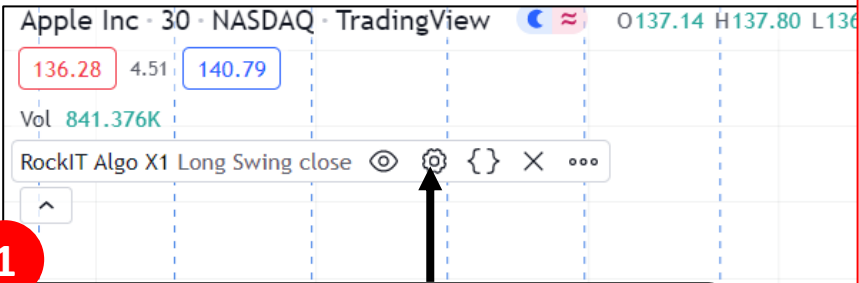 Apple Inc · 30 · NASDAQ · TradingView O137.14 H137.80 L136
136.28 4.51 140.79
Vol 841.376K
RockIT Algo X1 Long Swing close
1